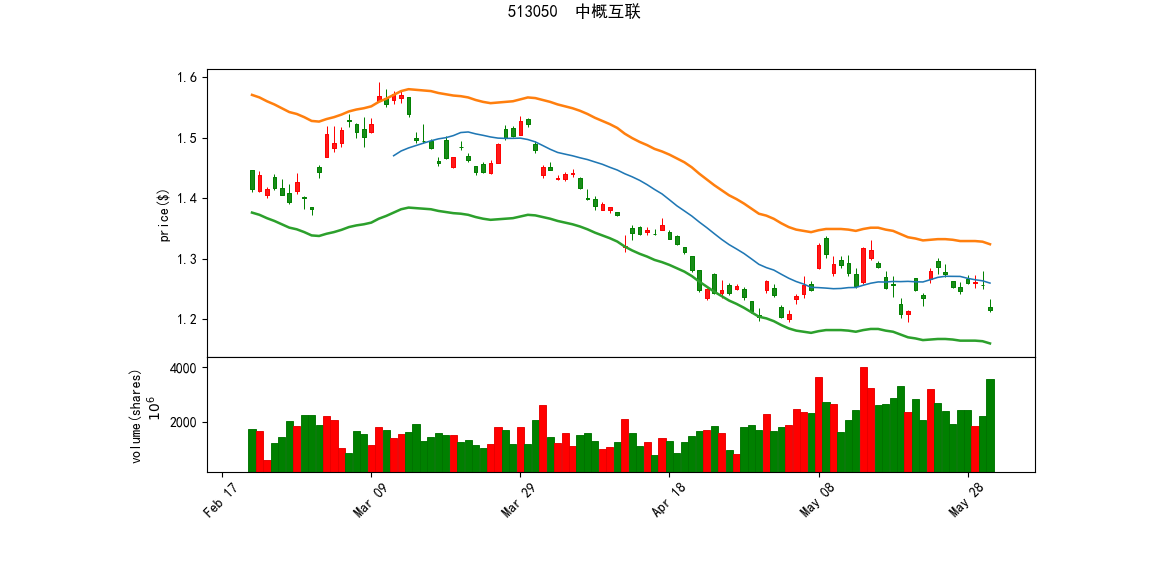 513050 中概互联
1.6
1.5
1.4
1.3
1.2
price($)
4000
2000
volume(shares)
10^6
Feb 17
Mar 09
Mar 29
Apr 18
May 08
May 28